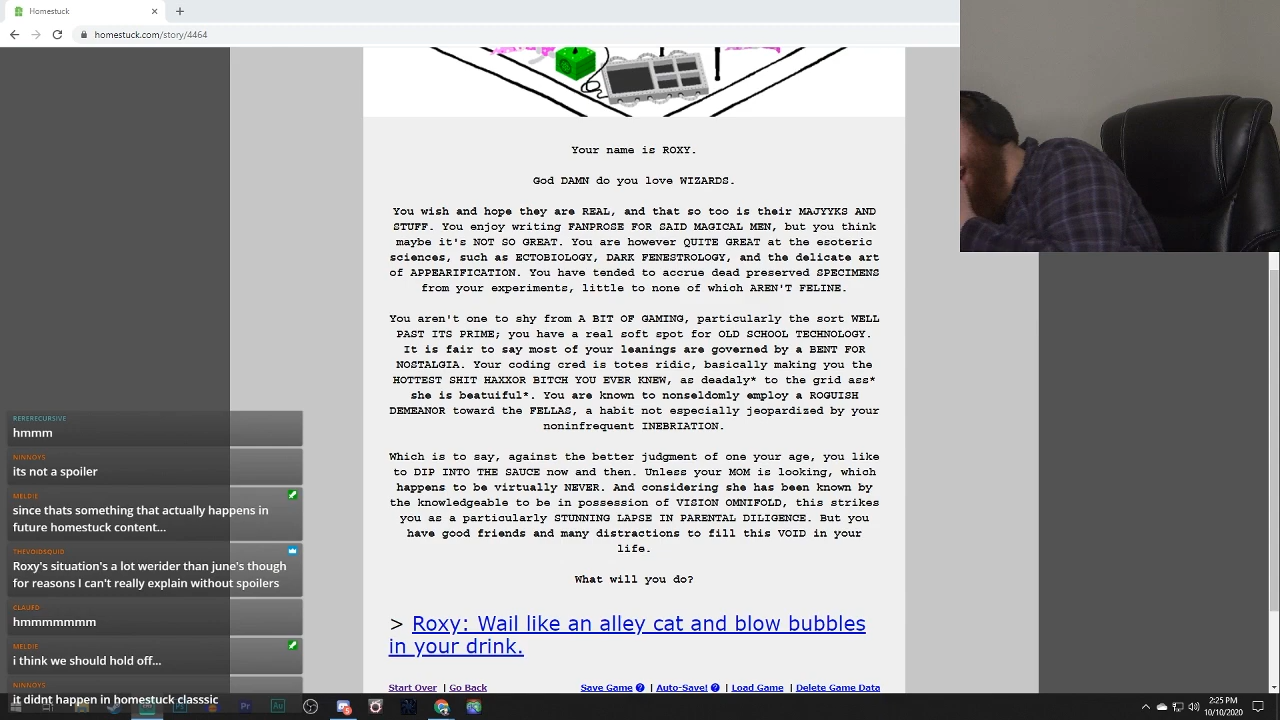 Homestuck
homestuck.com/story/4464
Your name is ROXY.
God DAMN do you love WIZARDS.
You wish and hope they are REAL, and that so too is their MAJYYKS AND
STUFF. You enjoy writing FANPROSE FOR SAID MAGICAL MEN, but you think
maybe it's NOT SO GREAT. You are however QUITE GREAT at the esoteric
sciences, such as ECTOBIOLOGY, DARK FENESTROLOGY, and the delicate art
of APPEARIFICATION. You have tended to accrue dead preserved SPECIMENS
from your experiments, little to none of which AREN'T FELINE.
You aren't one to shy from A BIT OF GAMING, particularly the sort WELL
PAST ITS PRIME; you have a real soft spot for OLD SCHOOL TECHNOLOGY.
It is fair to say most of your leanings are governed by a BENT FOR
NOSTALGIA. Your coding cred is totes ridic, basically making you the
HOTTEST SHIT HAXXOR BITCH YOU EVER KNEW, as deadaly* to the grid ass*
she is beatuiful*. You are known to nonseldomly employ a ROGUISH
DEMEANOR toward the FELLAS, a habit not especially jeopardized by your
noninfrequent INEBRIATION.
Which is to say, against the better judgment of one your age, you like
to DIP INTO THE SAUCE now and then. Unless your MOM is looking, which
happens to be virtually NEVER. And considering she has been known by
the knowledgeable to be in possession of VISION OMNIFOLD, this strikes
you as a particularly STUNNING LAPSE IN PARENTAL DILIGENCE. But you
have good friends and many distractions to fill this VOID in your
life.
What will you do?
> Roxy: Wail like an alley cat and blow bubbles
in your drink.
Start Over | Go Back
Save Game ? | Auto-Save! ? | Load Game | Delete Game Data
RERERECURSIVE
hmmm
NINNOYS
its not a spoiler
MELDIE
since thats something that actually happens in
future homestuck content...
THEVOIDSQUID
Roxy's situation's a lot werider than june's though
for reasons I can't really explain without spoilers
CLAUFD
hmmmmmmm
MELDIE
i think we should hold off...
NINNOYS
it didnt happen in homestuck classsic
Pr
Au
2:25 PM
10/10/2020